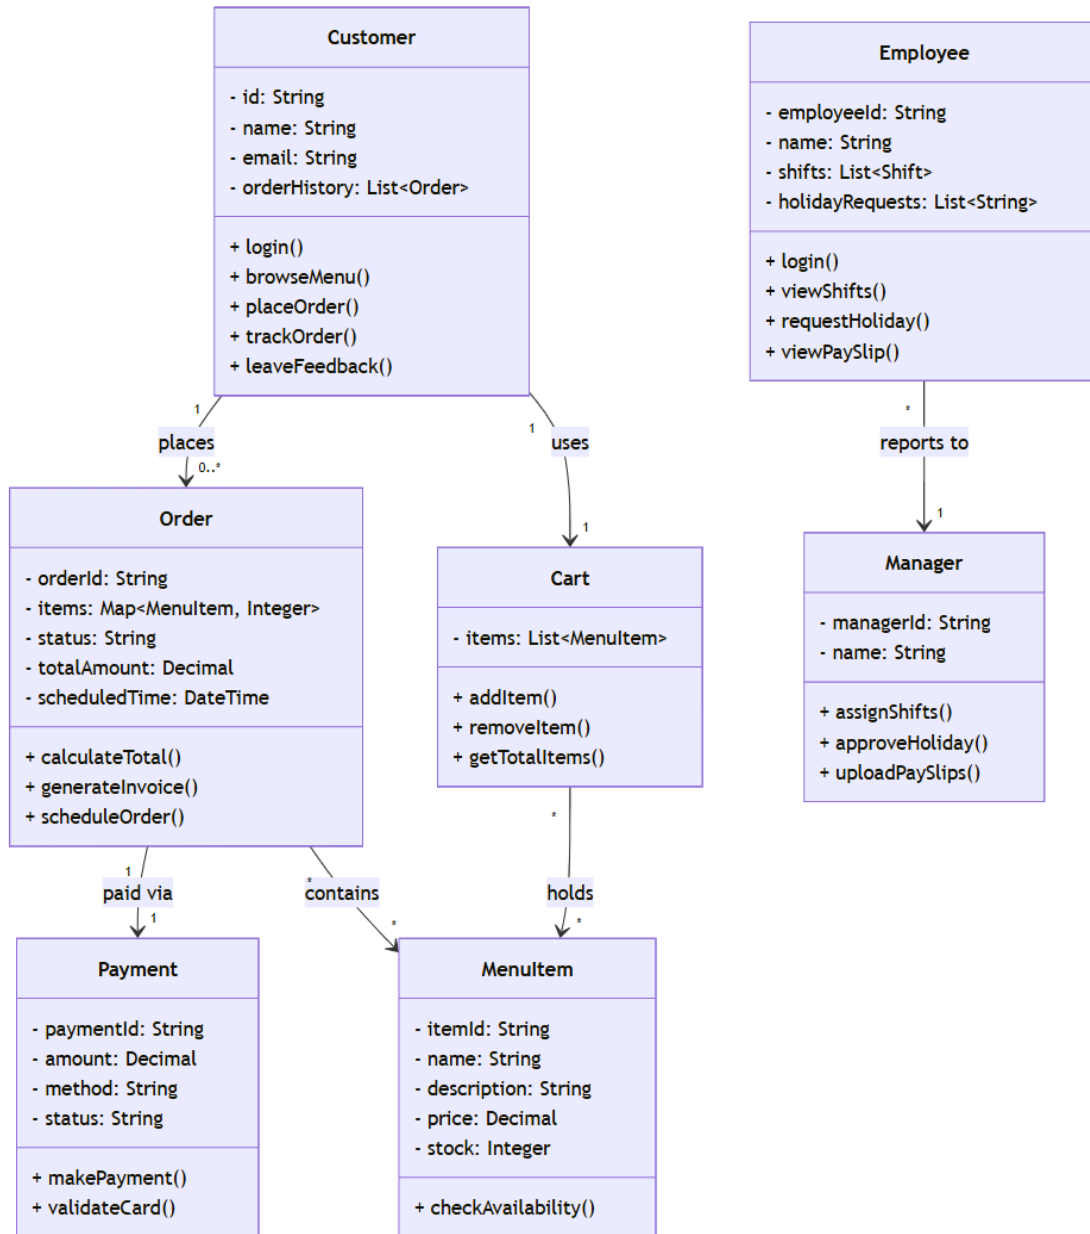 Customer
- id: String
- name: String
- email: String
- orderHistory: List<Order>
+ login()
+ browseMenu()
+ placeOrder()
+ trackOrder()
+ leaveFeedback()
Employee
- employeeId: String
- name: String
- shifts: List<Shift>
- holidayRequests: List<String>
+ login()
+ viewShifts()
+ requestHoliday()
+ viewPaySlip()
1
places
0..*
1
uses
1
*
reports to
1
Order
- orderId: String
- items: Map<MenuItem, Integer>
- status: String
- totalAmount: Decimal
- scheduledTime: DateTime
+ calculateTotal()
+ generateInvoice()
+ scheduleOrder()
Cart
- items: List<MenuItem>
+ addItem()
+ removeItem()
+ getTotalItems()
Manager
- managerId: String
- name: String
+ assignShifts()
+ approveHoliday()
+ uploadPaySlips()
1
paid via
1
*
contains
*
*
holds
*
Payment
- paymentId: String
- amount: Decimal
- method: String
- status: String
+ makePayment()
+ validateCard()
MenuItem
- itemId: String
- name: String
- description: String
- price: Decimal
- stock: Integer
+ checkAvailability()